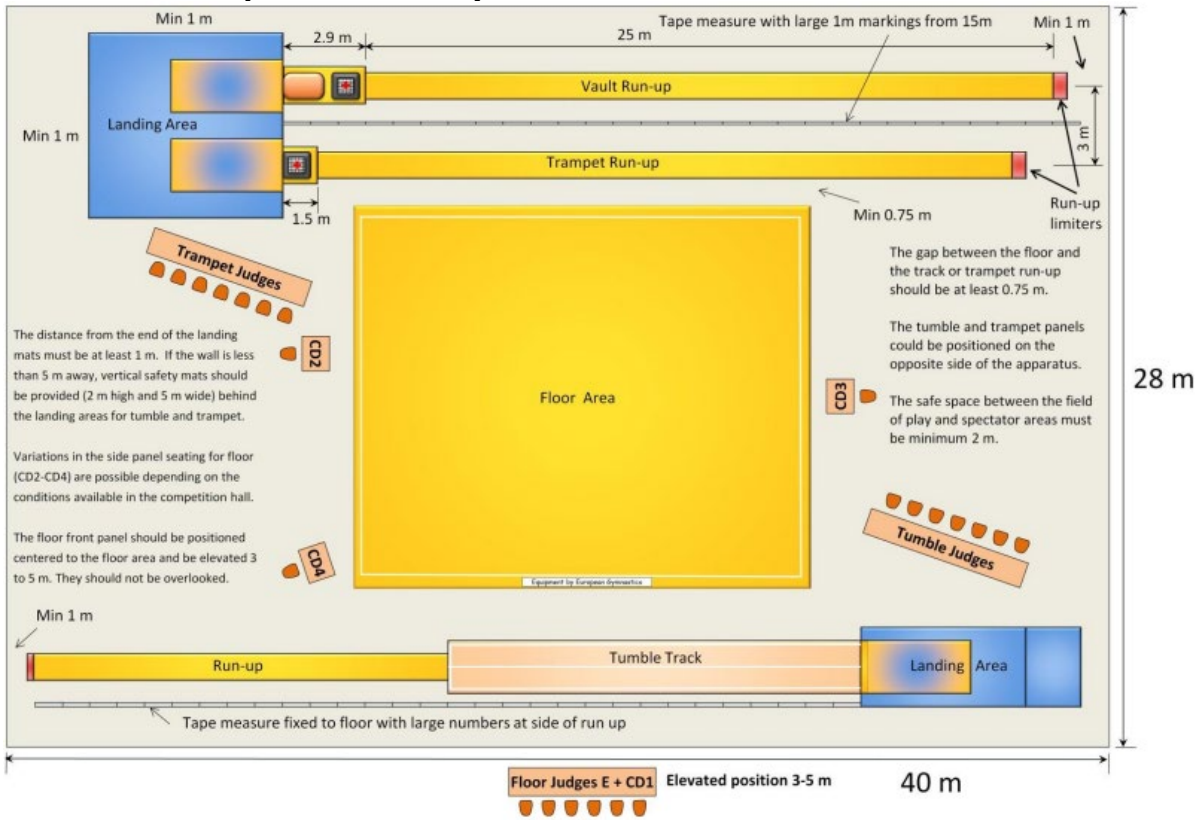 Min 1 m
Tape measure with large 1m markings from 15m
Min 1 m
2.9 m
25 m
Vault Run-up
Landing Area
Min 1 m
3 m
Trampet Run-up
1.5 m
Min 0.75 m
Run-up
limiters
Trampet Judges
The gap between the floor and
the track or trampet run-up
should be at least 0.75 m.
The distance from the end of the landing
mats must be at least 1 m. If the wall is less
than 5 m away, vertical safety mats should
be provided (2 m high and 5 m wide) behind
the landing areas for tumble and trampet.
CD2
The tumble and trampet panels
could be positioned on the
opposite side of the apparatus.
Floor Area
CD3
The safe space between the field
of play and spectator areas must
be minimum 2 m.
28 m
Variations in the side panel seating for floor
(CD2-CD4) are possible depending on the
conditions available in the competition hall.
The floor front panel should be positioned
centered to the floor area and be elevated 3
to 5 m. They should not be overlooked.
CD4
Tumble Judges
Equipment by European Gymnastics
Min 1 m
Run-up
Tumble Track
Landing Area
Tape measure fixed to floor with large numbers at side of run up
Floor Judges E + CD1
Elevated position 3-5 m
40 m